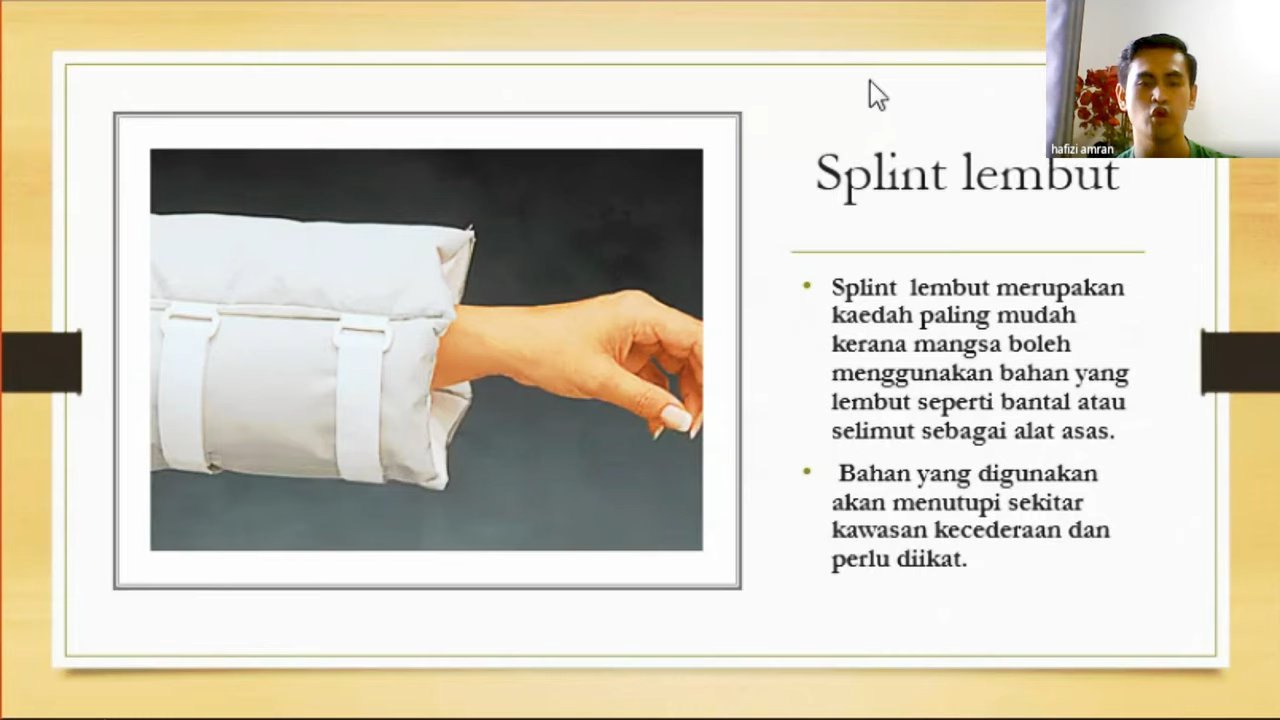 hafizi amran
Splint lembut
• Splint lembut merupakan
kaedah paling mudah
kerana mangsa boleh
menggunakan bahan yang
lembut seperti bantal atau
selimut sebagai alat asas.
• Bahan yang digunakan
akan menutupi sekitar
kawasan kecederaan dan
perlu diikat.